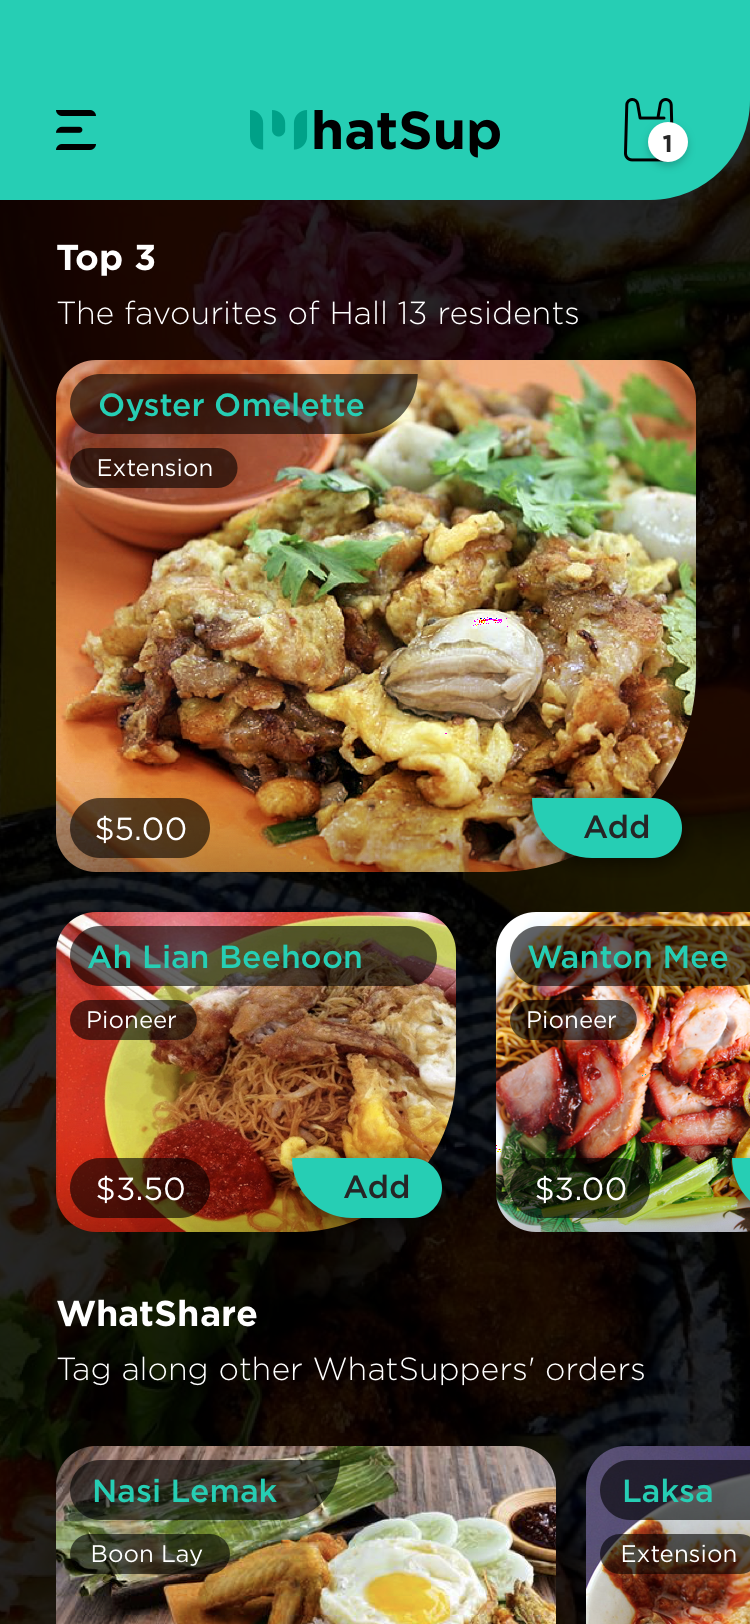 WhatSup
1
Top 3
The favourites of Hall 13 residents
Oyster Omelette
Extension
$5.00
Add
Ah Lian Beehoon
Pioneer
$3.50
Add
Wanton Mee
Pioneer
$3.00
WhatShare
Tag along other WhatSuppers' orders
Nasi Lemak
Boon Lay
Laksa
Extension